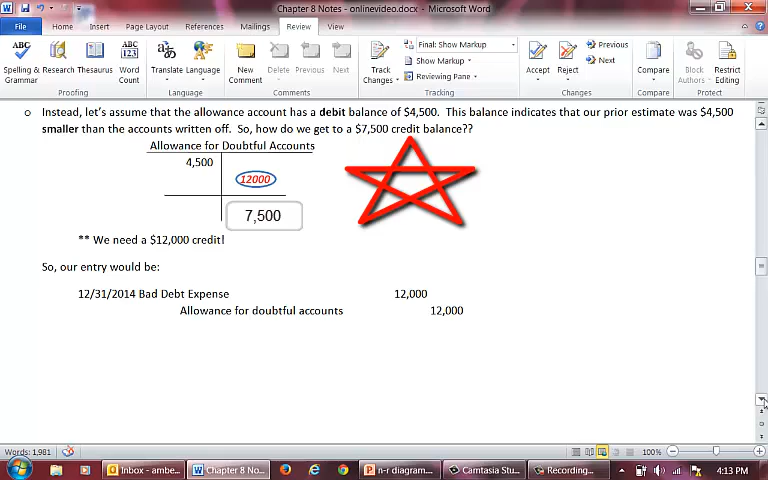 Chapter 8 Notes - onlinevideo.docx - Microsoft Word
File Home Insert Page Layout References Mailings Review View
Spelling & Grammar Research Thesaurus Word Count Translate Language New Comment Delete Previous Next Track Changes Final: Show Markup Show Markup Reviewing Pane Accept Reject Previous Next Compare Block Authors Restrict Editing
Proofing Language Comments Tracking Changes Compare Protect
o Instead, let's assume that the allowance account has a debit balance of $4,500. This balance indicates that our prior estimate was $4,500
smaller than the accounts written off. So, how do we get to a $7,500 credit balance??
Allowance for Doubtful Accounts
4,500
12000
7,500
** We need a $12,000 credit!
So, our entry would be:
12/31/2014 Bad Debt Expense 12,000
Allowance for doubtful accounts 12,000
Words: 1,981 100%
Inbox - ambe... Chapter 8 No... n-r diagram... Camtasia Stu... Recording... 4:13 PM